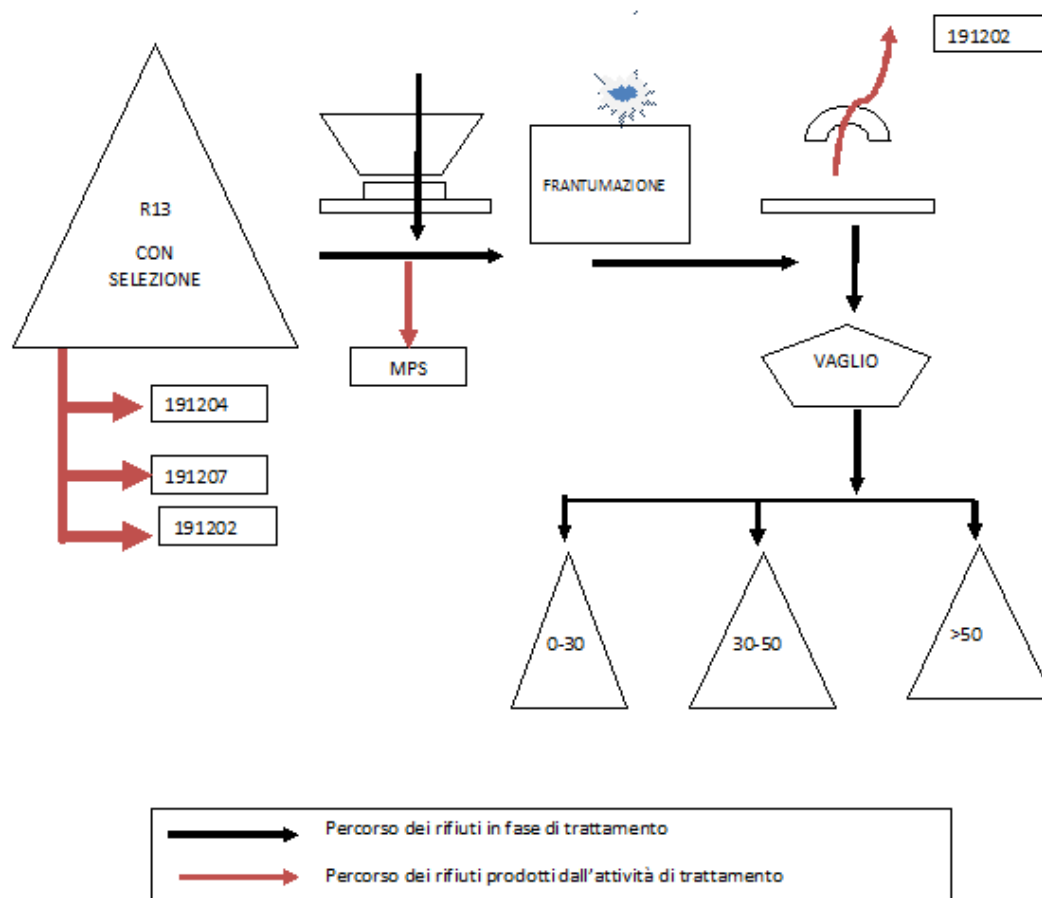 191202
R13
CON
SELEZIONE
FRANTUMAZIONE
MPS
VAGLIO
191204
191207
191202
0-30
30-50
>50
Percorso dei rifiuti in fase di trattamento
Percorso dei rifiuti prodotti dall'attività di trattamento